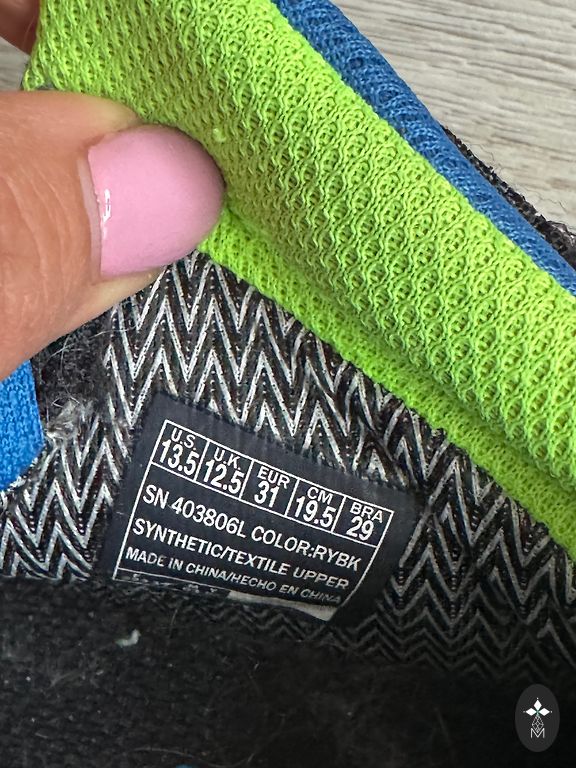 U.S. U.K. EUR CM BRA
13.5 12.5 31 19.5 29
SN 403806L COLOR:RYBK
SYNTHETIC/TEXTILE UPPER
MADE IN CHINA/HECHO EN CHINA
M